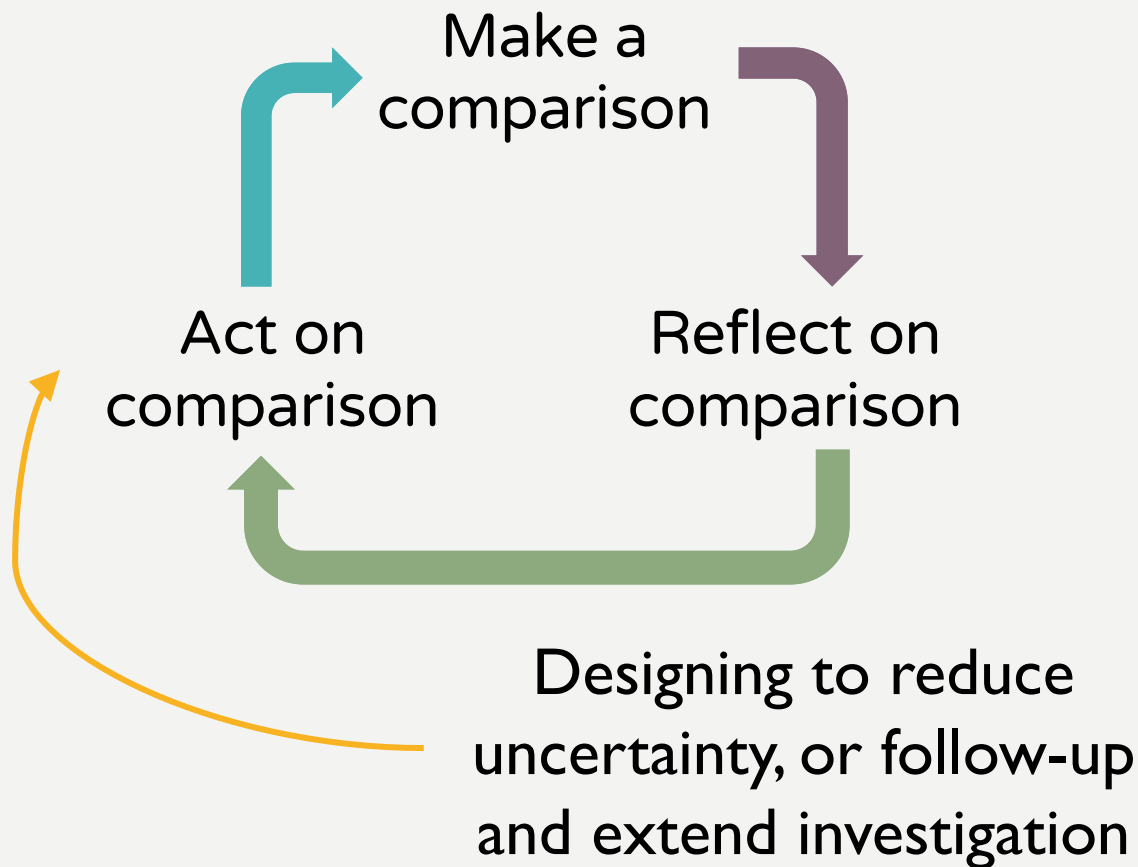 Make a
comparison
Act on
comparison
Reflect on
comparison
Designing to reduce
uncertainty, or follow-up
and extend investigation